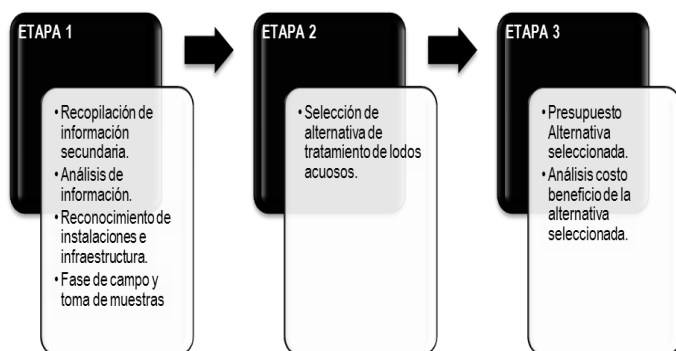 ETAPA 1
• Recopilación de
información
secundaria.
• Análisis de
información.
• Reconocimiento de
instalaciones e
infraestructura.
• Fase de campo y
toma de muestras
ETAPA 2
• Selección de
alternativa de
tratamiento de lodos
acuosos.
ETAPA 3
• Presupuesto
Alternativa
seleccionada.
• Análisis costo
beneficio de la
alternativa
seleccionada.